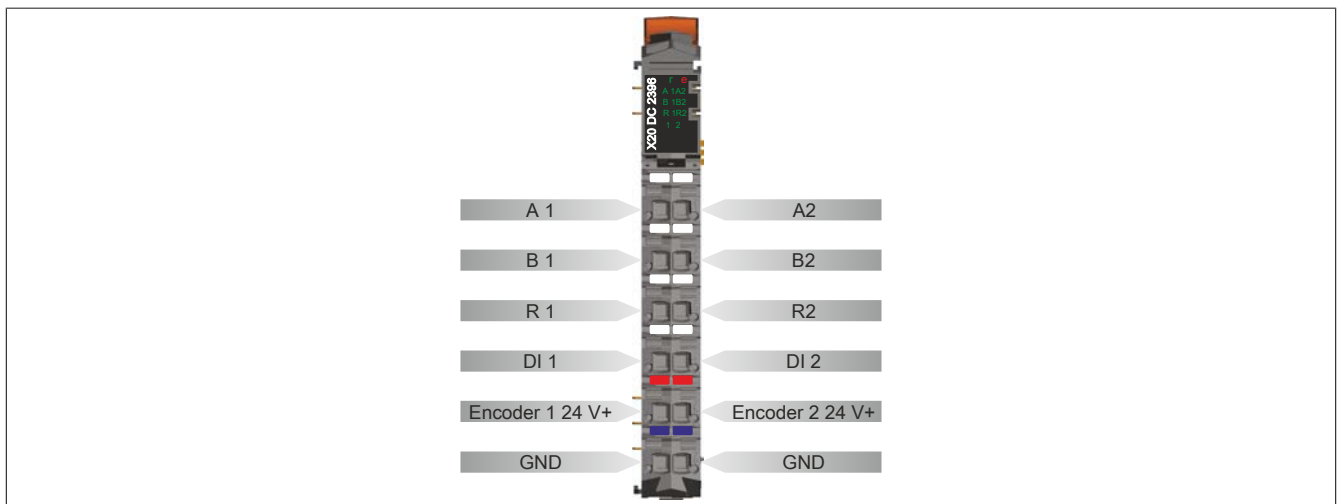 X20 DC 2396
r e
A 1A2
B 1B2
R 1R2
1 2
A 1 A2
B 1 B2
R 1 R2
DI 1 DI 2
Encoder 1 24 V+ Encoder 2 24 V+
GND GND